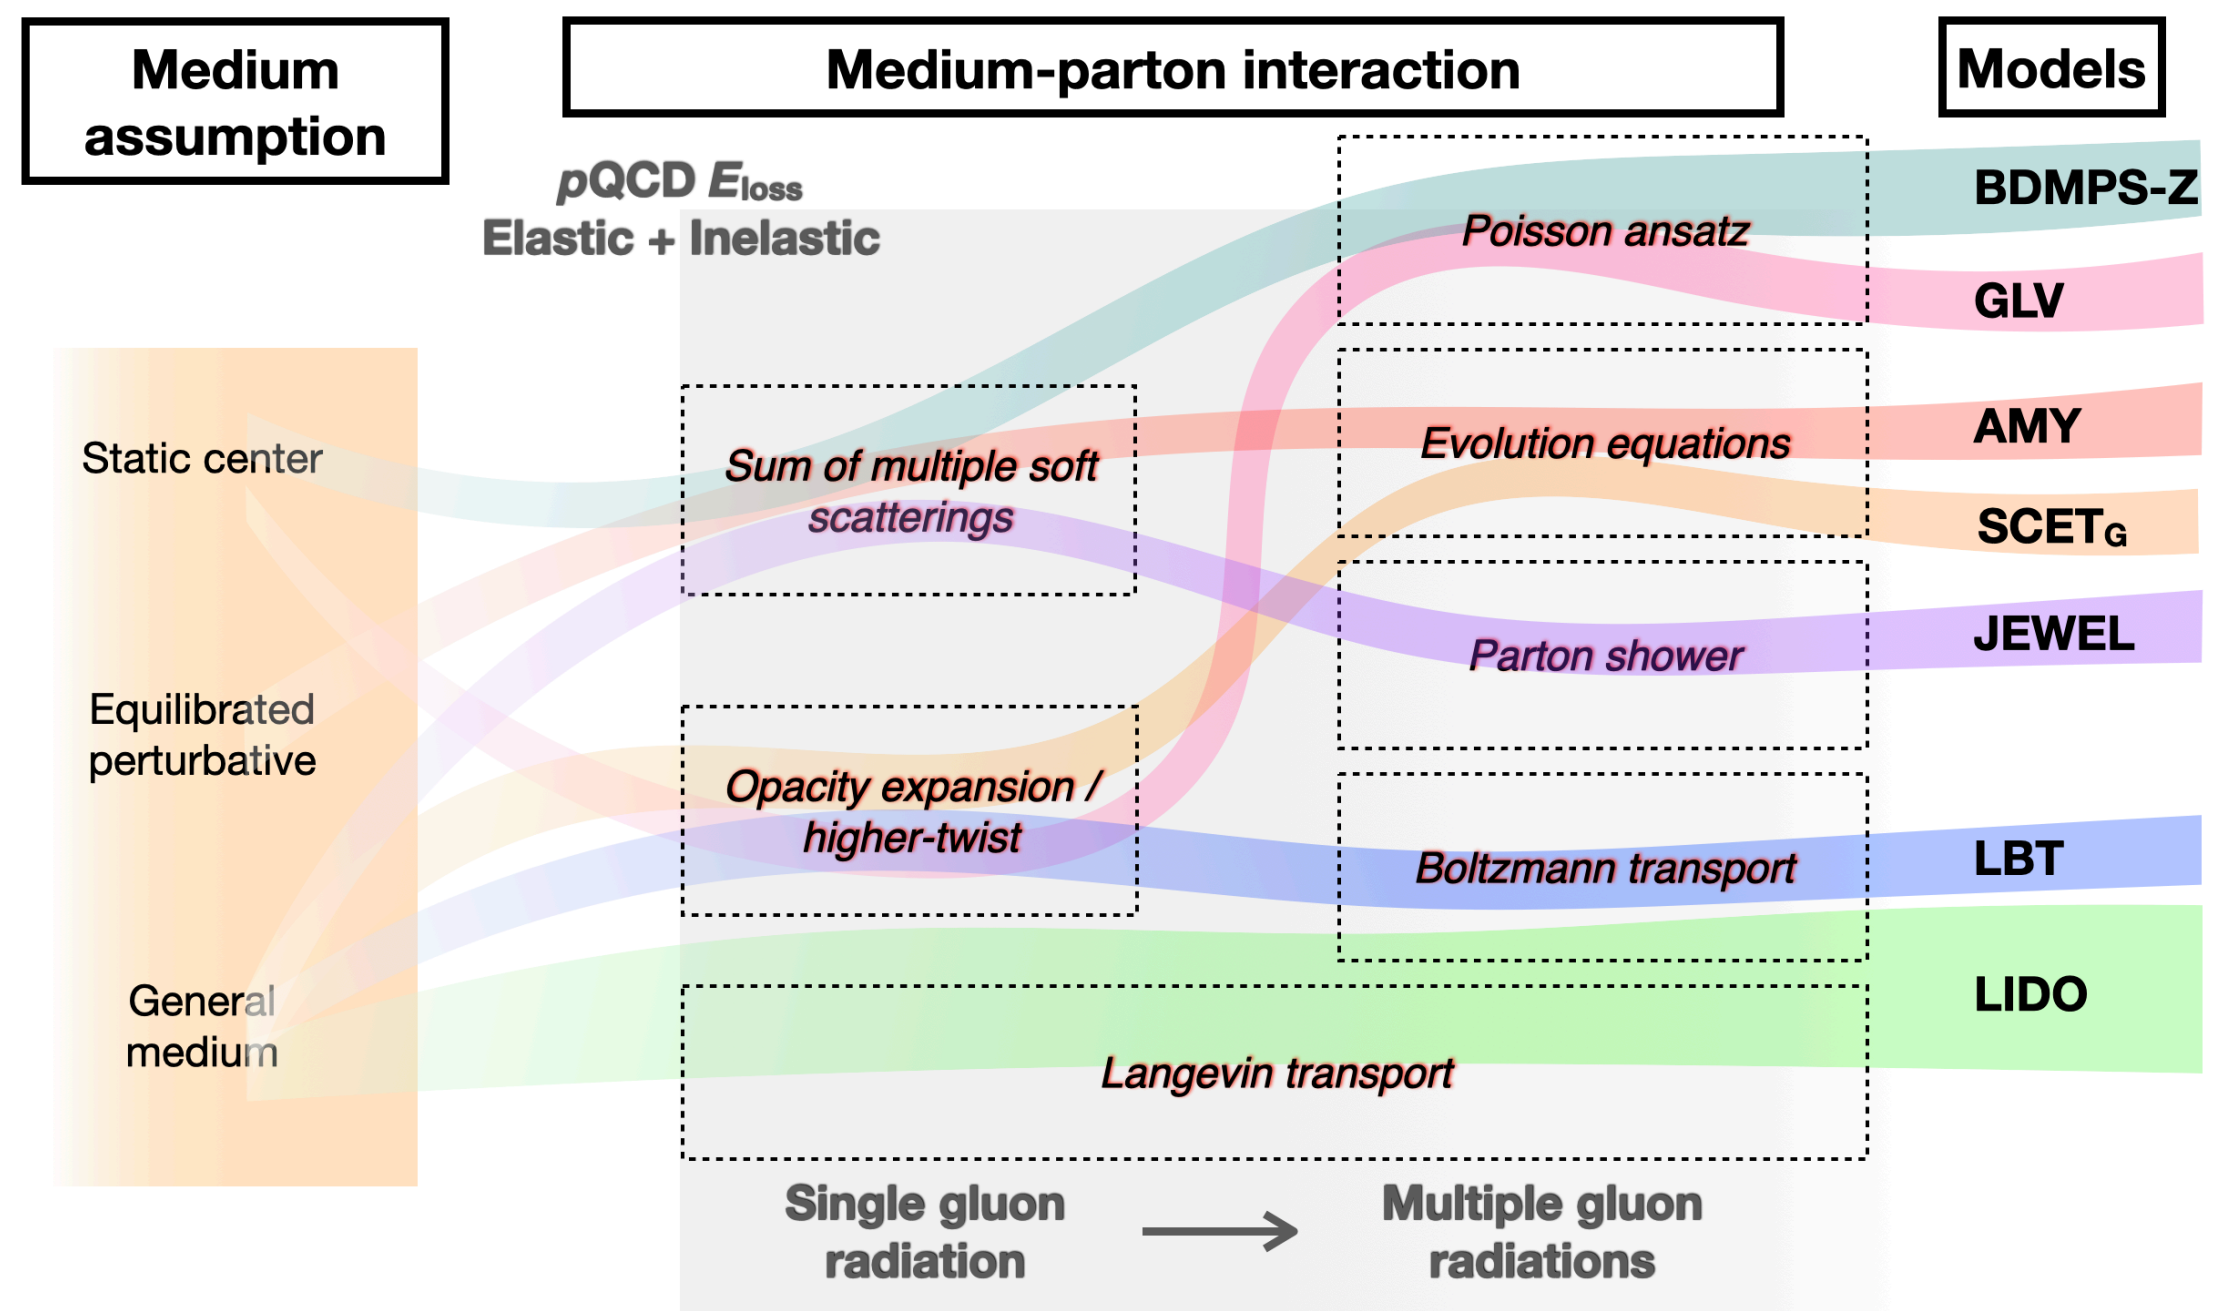 Medium
assumption
Medium-parton interaction
Models
pQCD Eloss
Elastic + Inelastic
Static center
Equilibrated
perturbative
General
medium
Sum of multiple soft
scatterings
Opacity expansion /
higher-twist
Poisson ansatz
Evolution equations
Parton shower
Boltzmann transport
Langevin transport
BDMPS-Z
GLV
AMY
SCETG
JEWEL
LBT
LIDO
Single gluon
radiation
Multiple gluon
radiations